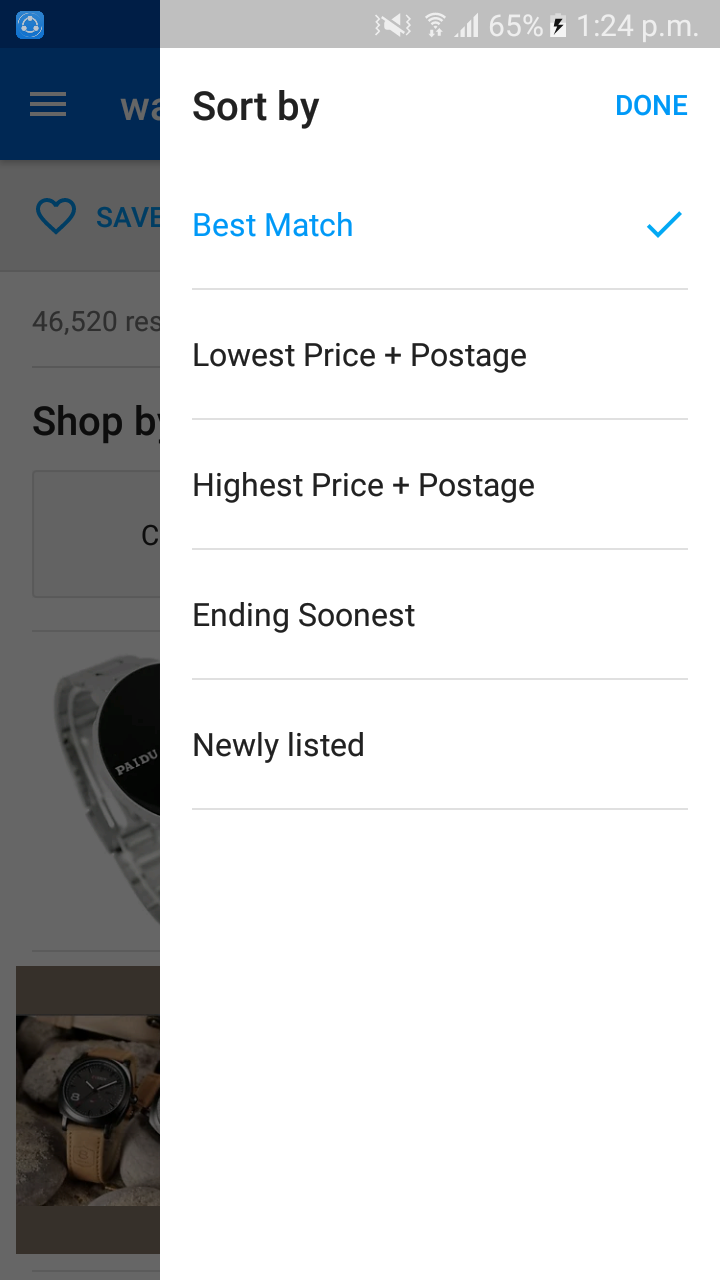 65% 1:24 p.m.
Sort by
DONE
SAVE
Best Match
46,520 res
Lowest Price + Postage
Shop by
Highest Price + Postage
C
Ending Soonest
Newly listed
PAIDU